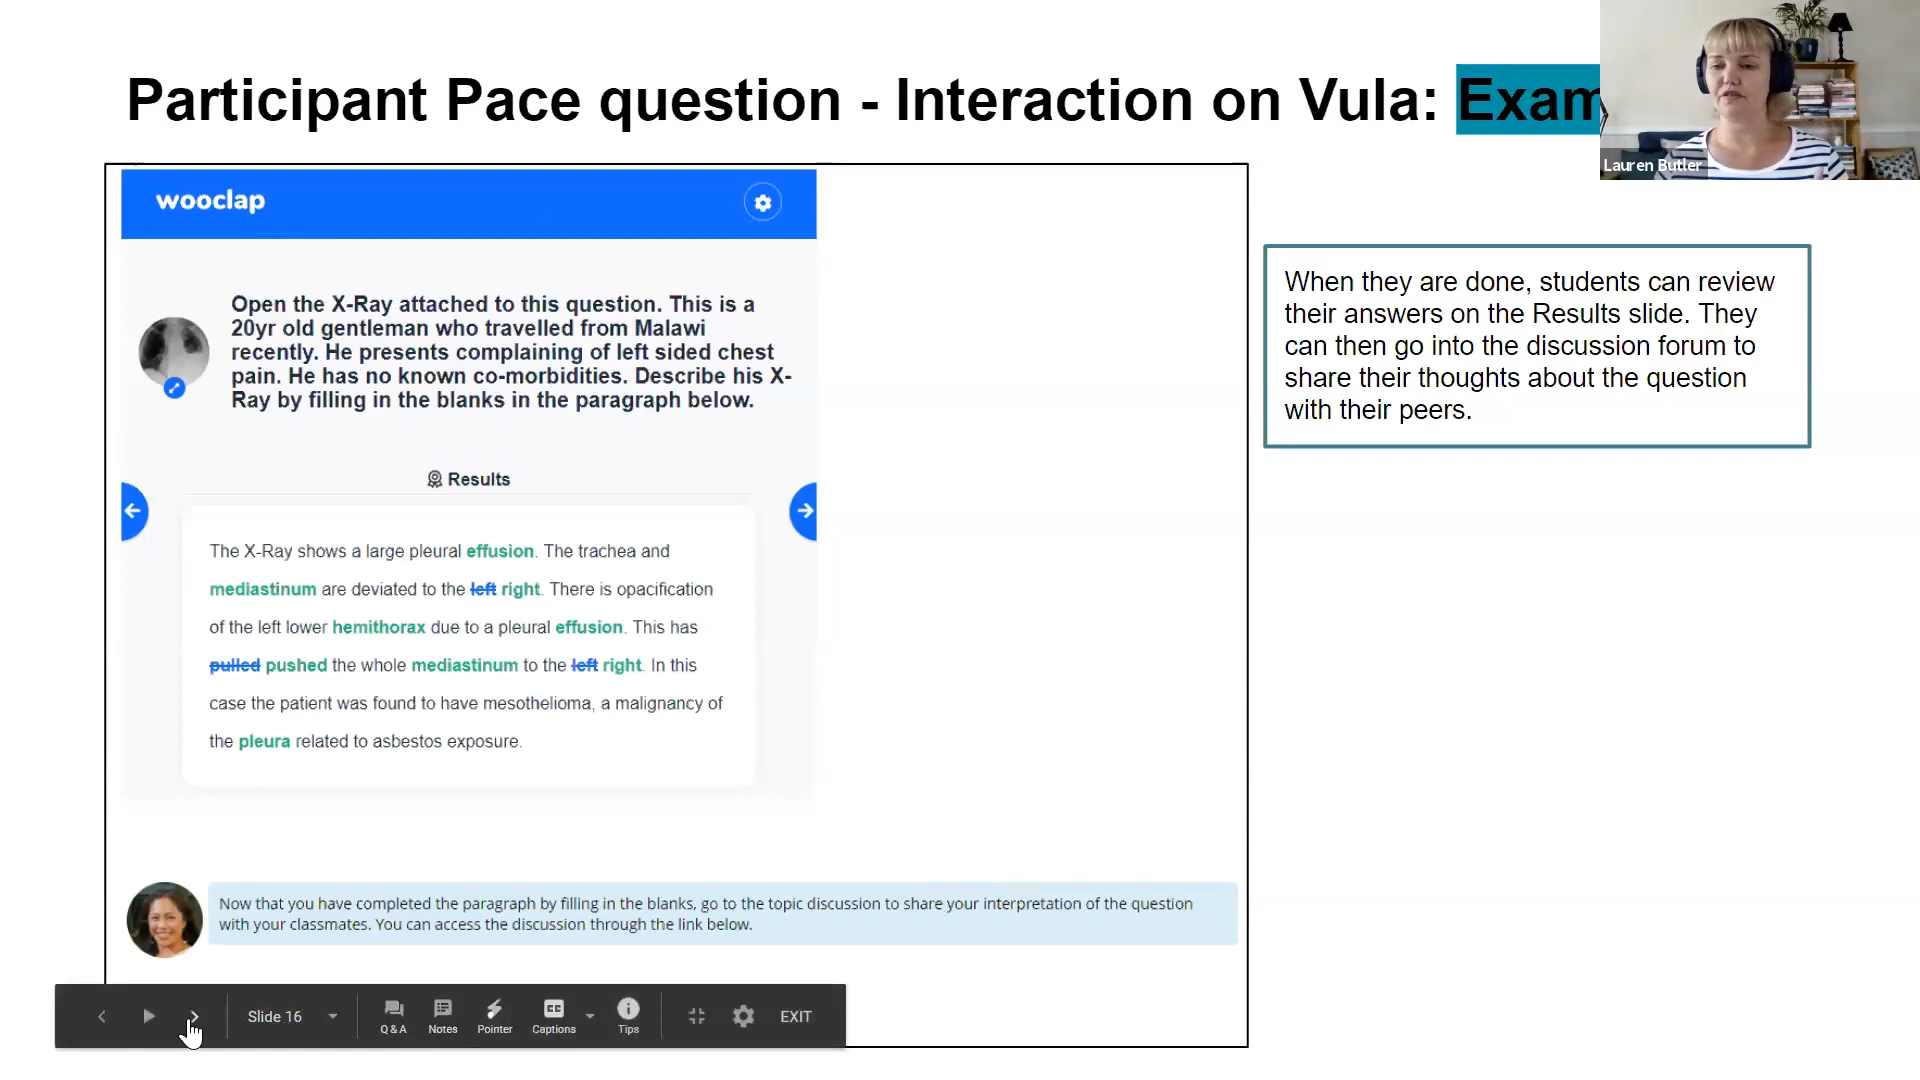 Participant Pace question - Interaction on Vula: Exam
Lauren Butler
wooclap
Open the X-Ray attached to this question. This is a
20yr old gentleman who travelled from Malawi
recently. He presents complaining of left sided chest
pain. He has no known co-morbidities. Describe his X-
Ray by filling in the blanks in the paragraph below.
Results
The X-Ray shows a large pleural effusion. The trachea and
mediastinum are deviated to the left right. There is opacification
of the left lower hemithorax due to a pleural effusion. This has
pulled pushed the whole mediastinum to the left right. In this
case the patient was found to have mesothelioma, a malignancy of
the pleura related to asbestos exposure.
When they are done, students can review
their answers on the Results slide. They
can then go into the discussion forum to
share their thoughts about the question
with their peers.
Now that you have completed the paragraph by filling in the blanks, go to the topic discussion to share your interpretation of the question
with your classmates. You can access the discussion through the link below.
Slide 16
Q & A
Notes
Pointer
CC
Captions
Tips
EXIT